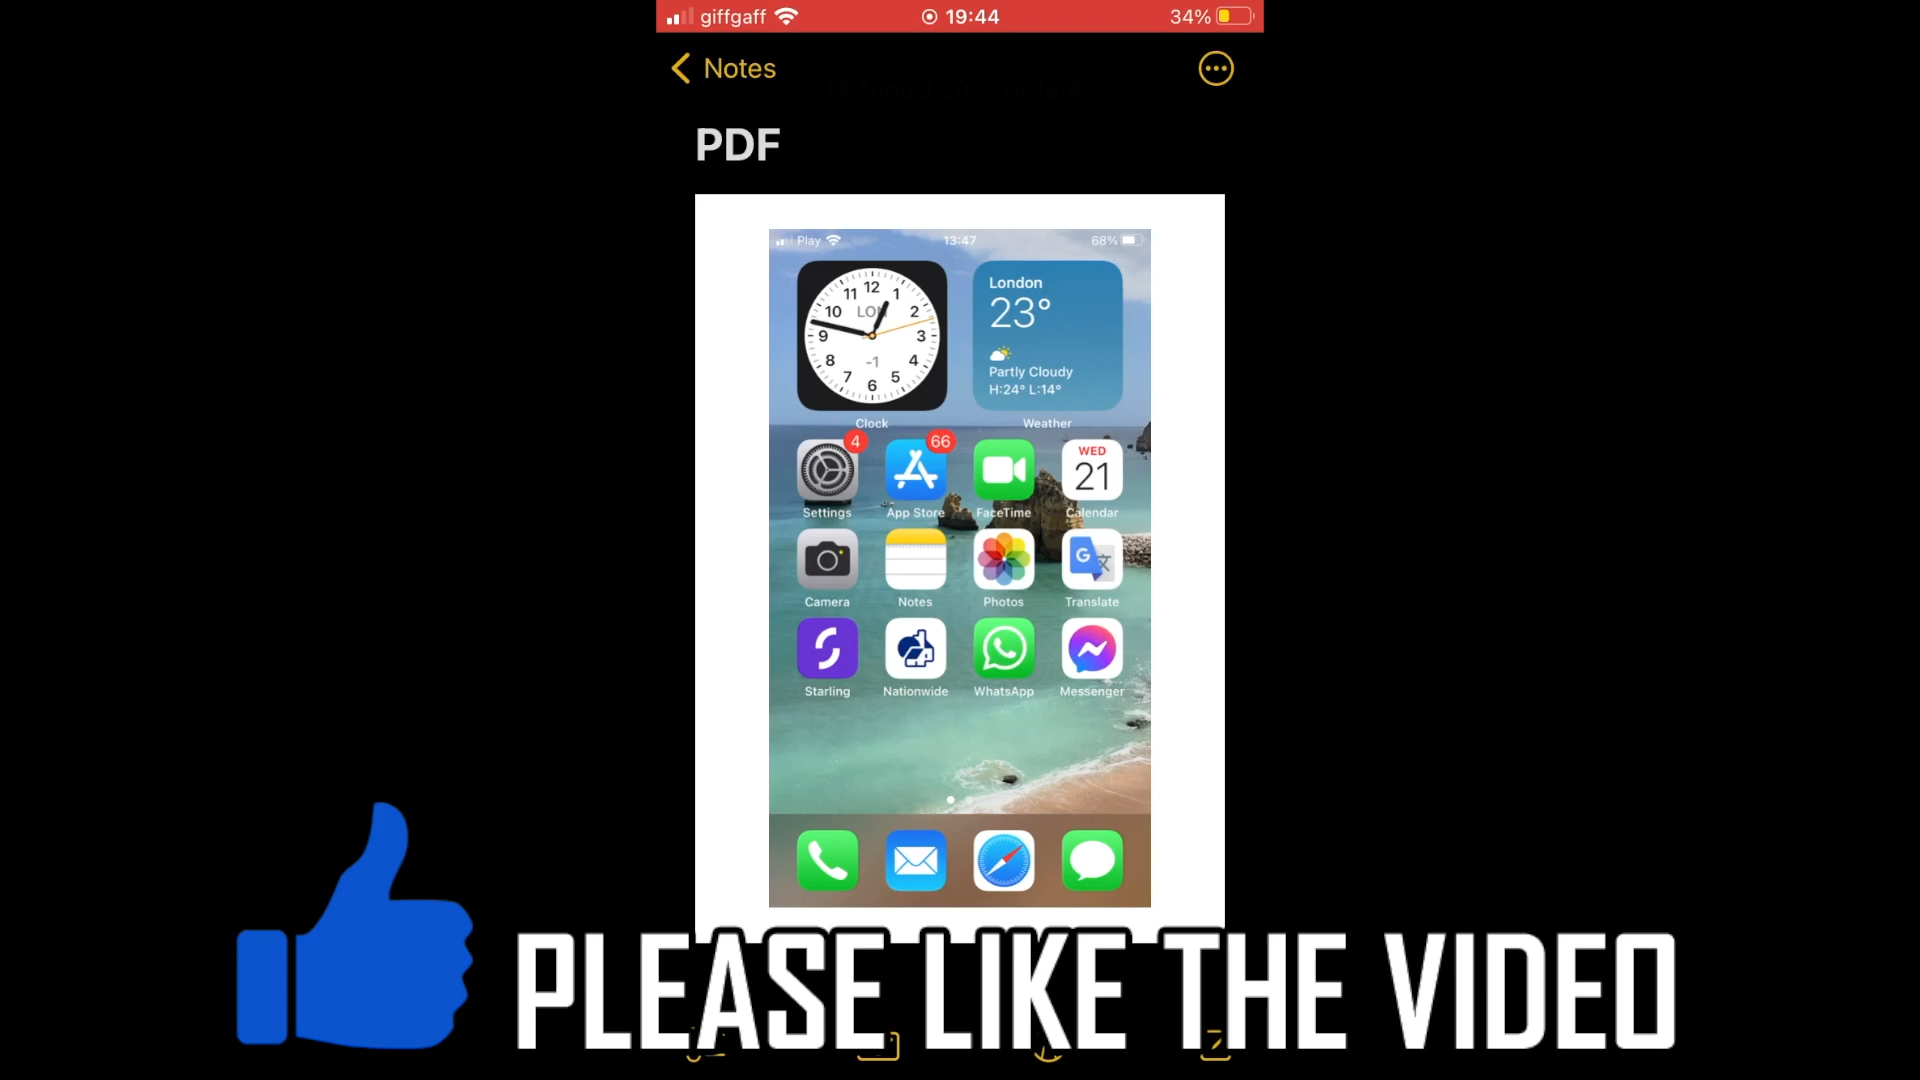 giffgaff 19:44 34%
Notes
PDF
Play 13:47 68%
12 1 2 3 4 5 6 7 8 9 10 11
LON
-1
London
23°
Partly Cloudy
H:24° L:14°
Clock Weather
4 66
WED
21
Settings App Store FaceTime Calendar
G
Camera Notes Photos Translate
Starling Nationwide WhatsApp Messenger
PLEASE LIKE THE VIDEO